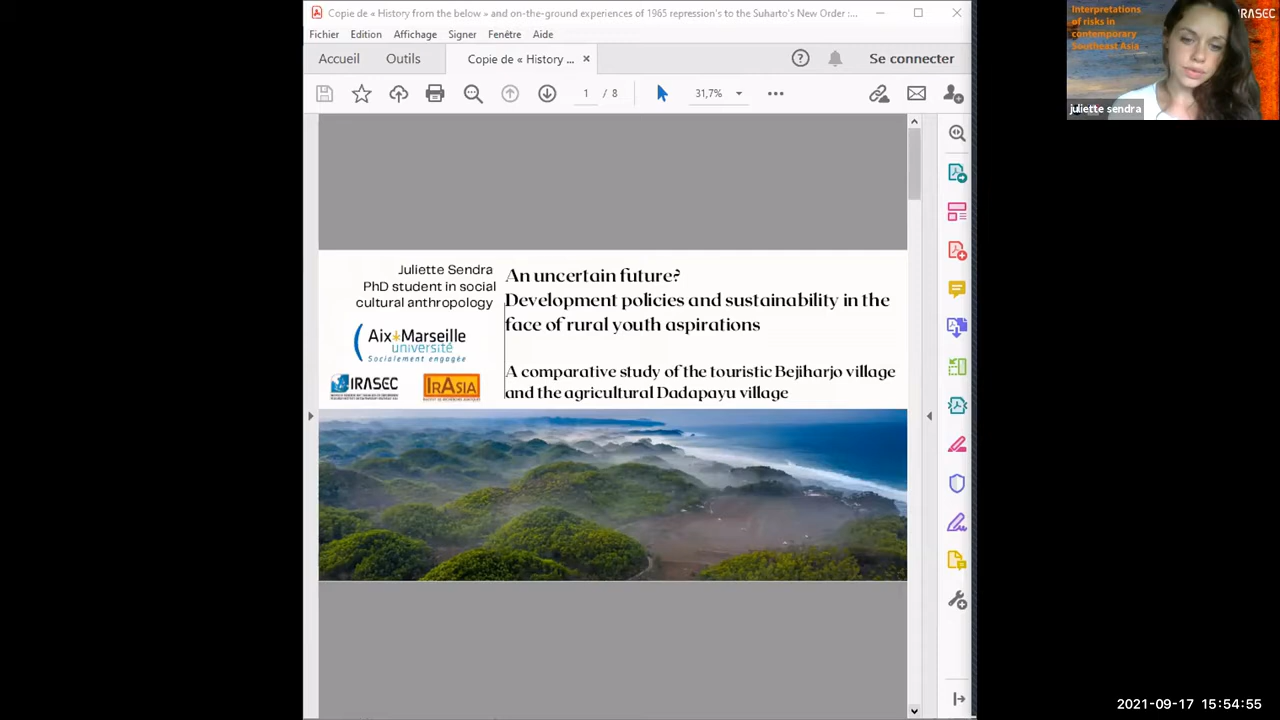 Copie de « History from the below » and on-the-ground experiences of 1965 repression's to the Suharto's New Order :...
Fichier Edition Affichage Signer Fenêtre Aide
Accueil Outils Copie de « History ... × Se connecter
1 / 8 31,7%
Juliette Sendra
PhD student in social
cultural anthropology
Aix*Marseille
université
Socialement engagée
IRASEC
IRASIA
An uncertain future?
Development policies and sustainability in the
face of rural youth aspirations
A comparative study of the touristic Bejiharjo village
and the agricultural Dadapayu village
Interpretations
of risks in
contemporary
Southeast Asia
IRASEC
juliette sendra
2021-09-17 15:54:55